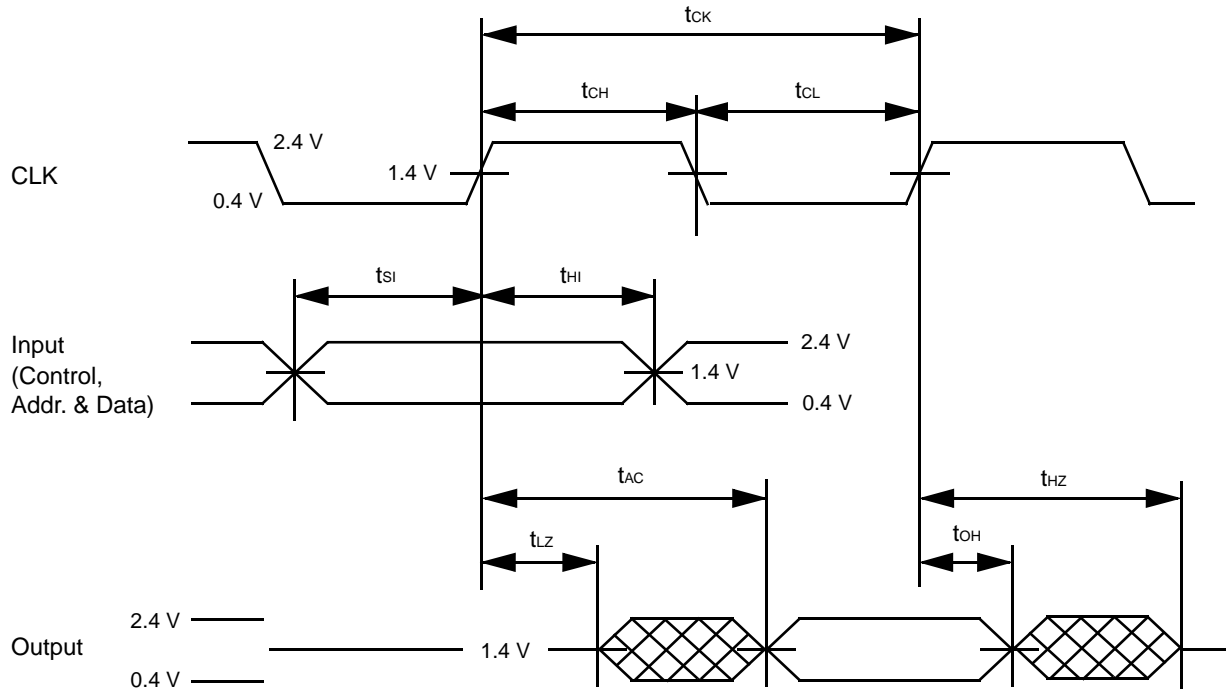 tCK
tCH
tCL
2.4 V
CLK
1.4 V
0.4 V
tSI
tHI
Input
(Control,
Addr. & Data)
2.4 V
1.4 V
0.4 V
tAC
tHZ
tLZ
tOH
2.4 V
Output
1.4 V
0.4 V